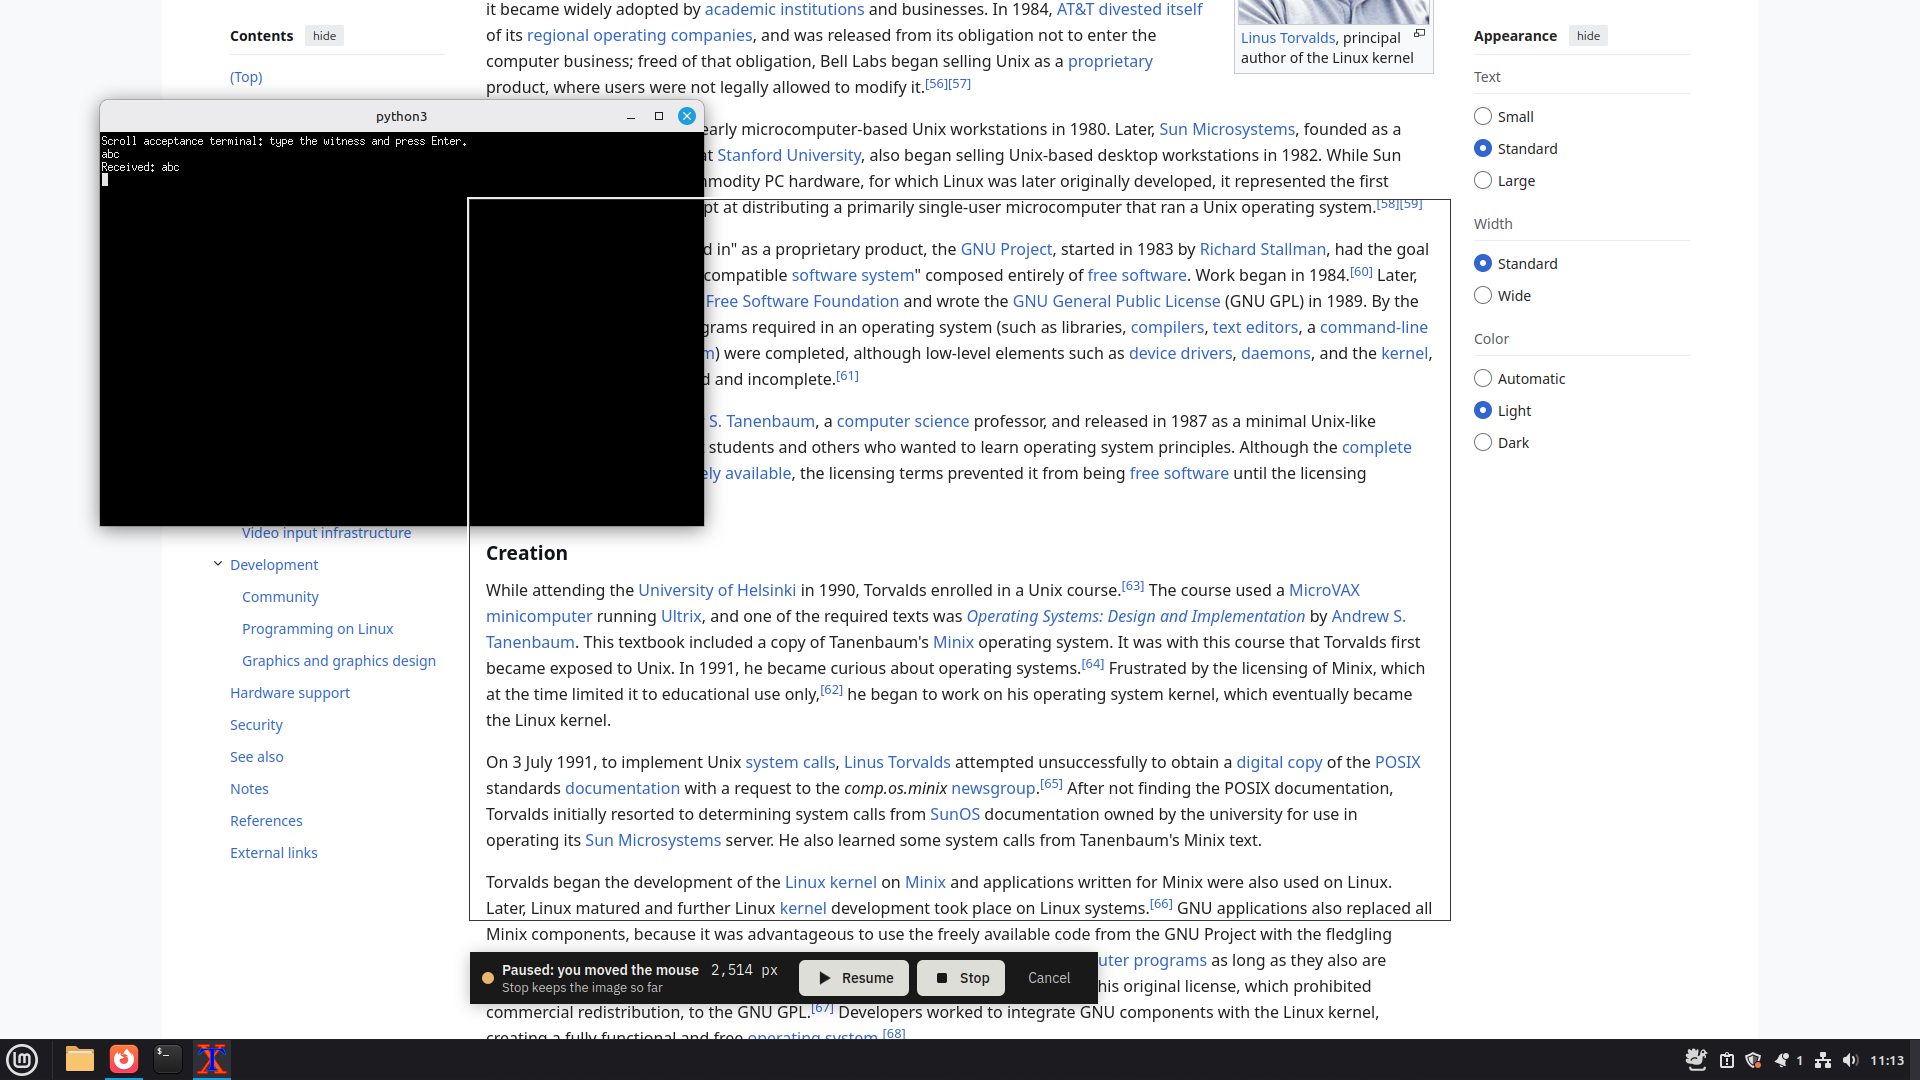 Contents hide
(Top)
Video input infrastructure
Development
Community
Programming on Linux
Graphics and graphics design
Hardware support
Security
See also
Notes
References
External links
python3
Scroll acceptance terminal: type the witness and press Enter.
abc
Received: abc
it became widely adopted by academic institutions and businesses. In 1984, AT&T divested itself
of its regional operating companies, and was released from its obligation not to enter the
computer business; freed of that obligation, Bell Labs began selling Unix as a proprietary
product, where users were not legally allowed to modify it.[56][57]
early microcomputer-based Unix workstations in 1980. Later, Sun Microsystems, founded as a
at Stanford University, also began selling Unix-based desktop workstations in 1982. While Sun
mmodity PC hardware, for which Linux was later originally developed, it represented the first
pt at distributing a primarily single-user microcomputer that ran a Unix operating system.[58][59]
d in" as a proprietary product, the GNU Project, started in 1983 by Richard Stallman, had the goal
compatible software system" composed entirely of free software. Work began in 1984.[60] Later,
Free Software Foundation and wrote the GNU General Public License (GNU GPL) in 1989. By the
grams required in an operating system (such as libraries, compilers, text editors, a command-line
m) were completed, although low-level elements such as device drivers, daemons, and the kernel,
d and incomplete.[61]
S. Tanenbaum, a computer science professor, and released in 1987 as a minimal Unix-like
students and others who wanted to learn operating system principles. Although the complete
ely available, the licensing terms prevented it from being free software until the licensing
Creation
While attending the University of Helsinki in 1990, Torvalds enrolled in a Unix course.[63] The course used a MicroVAX
minicomputer running Ultrix, and one of the required texts was Operating Systems: Design and Implementation by Andrew S.
Tanenbaum. This textbook included a copy of Tanenbaum's Minix operating system. It was with this course that Torvalds first
became exposed to Unix. In 1991, he became curious about operating systems.[64] Frustrated by the licensing of Minix, which
at the time limited it to educational use only,[62] he began to work on his operating system kernel, which eventually became
the Linux kernel.
On 3 July 1991, to implement Unix system calls, Linus Torvalds attempted unsuccessfully to obtain a digital copy of the POSIX
standards documentation with a request to the comp.os.minix newsgroup.[65] After not finding the POSIX documentation,
Torvalds initially resorted to determining system calls from SunOS documentation owned by the university for use in
operating its Sun Microsystems server. He also learned some system calls from Tanenbaum's Minix text.
Torvalds began the development of the Linux kernel on Minix and applications written for Minix were also used on Linux.
Later, Linux matured and further Linux kernel development took place on Linux systems.[66] GNU applications also replaced all
Minix components, because it was advantageous to use the freely available code from the GNU Project with the fledgling
uter programs as long as they also are
his original license, which prohibited
commercial redistribution, to the GNU GPL.[67] Developers worked to integrate GNU components with the Linux kernel,
creating a fully functional and free operating system.[68]
Linus Torvalds, principal
author of the Linux kernel
Appearance hide
Text
Small
Standard
Large
Width
Standard
Wide
Color
Automatic
Light
Dark
Paused: you moved the mouse 2,514 px
Stop keeps the image so far
Resume
Stop
Cancel
1
11:13